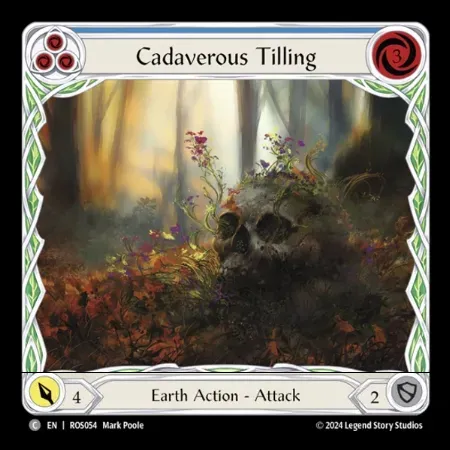 Cadaverous Tilling
3
4
Earth Action - Attack
2
C EN | ROS054 Mark Poole
© 2024 Legend Story Studios